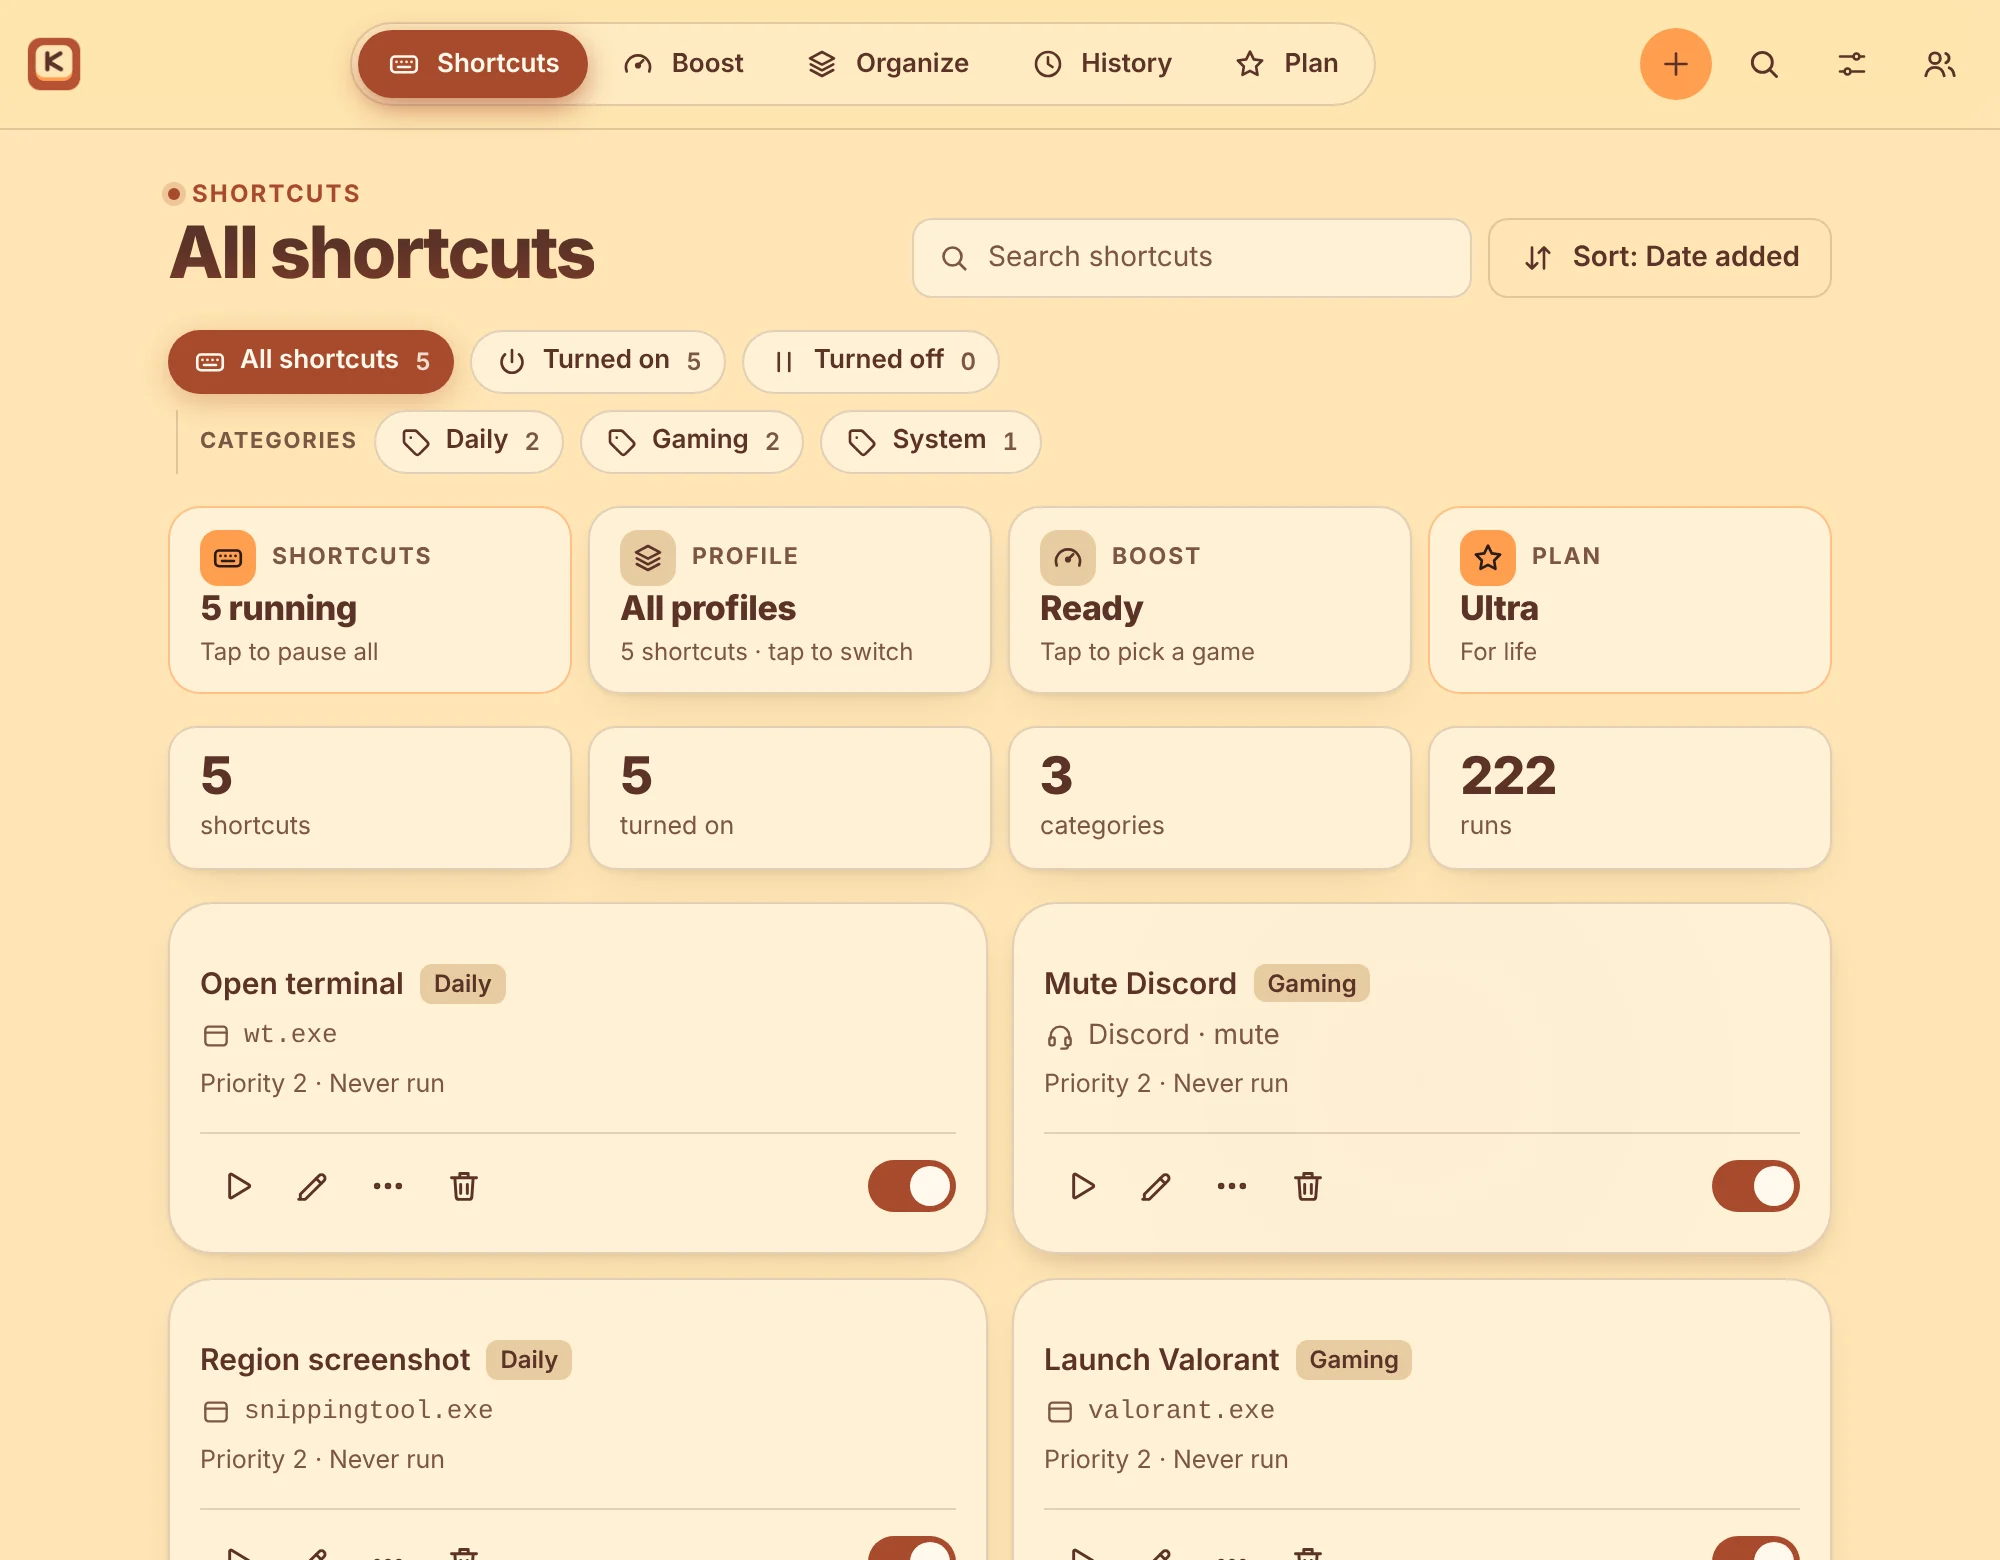 K
Shortcuts
Boost
Organize
History
Plan
SHORTCUTS
All shortcuts
Search shortcuts
Sort: Date added
All shortcuts 5
Turned on 5
Turned off 0
CATEGORIES
Daily 2
Gaming 2
System 1
SHORTCUTS
5 running
Tap to pause all
PROFILE
All profiles
5 shortcuts · tap to switch
BOOST
Ready
Tap to pick a game
PLAN
Ultra
For life
5
shortcuts
5
turned on
3
categories
222
runs
Open terminal Daily
wt.exe
Priority 2 · Never run
Mute Discord Gaming
Discord · mute
Priority 2 · Never run
Region screenshot Daily
snippingtool.exe
Priority 2 · Never run
Launch Valorant Gaming
valorant.exe
Priority 2 · Never run